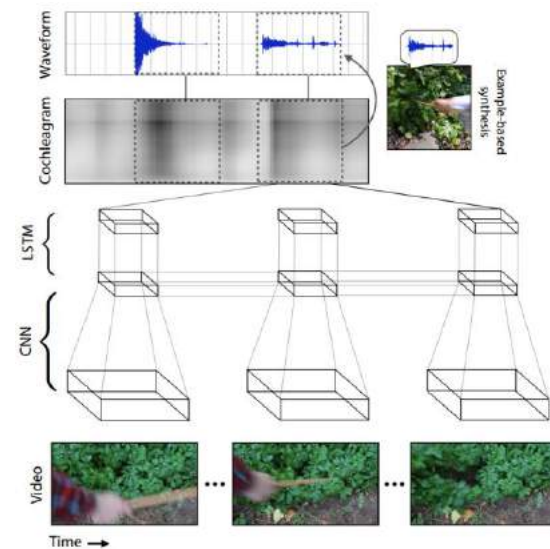 Waveform
Example-based
synthesis
Cochleagram
LSTM
CNN
Video
Time